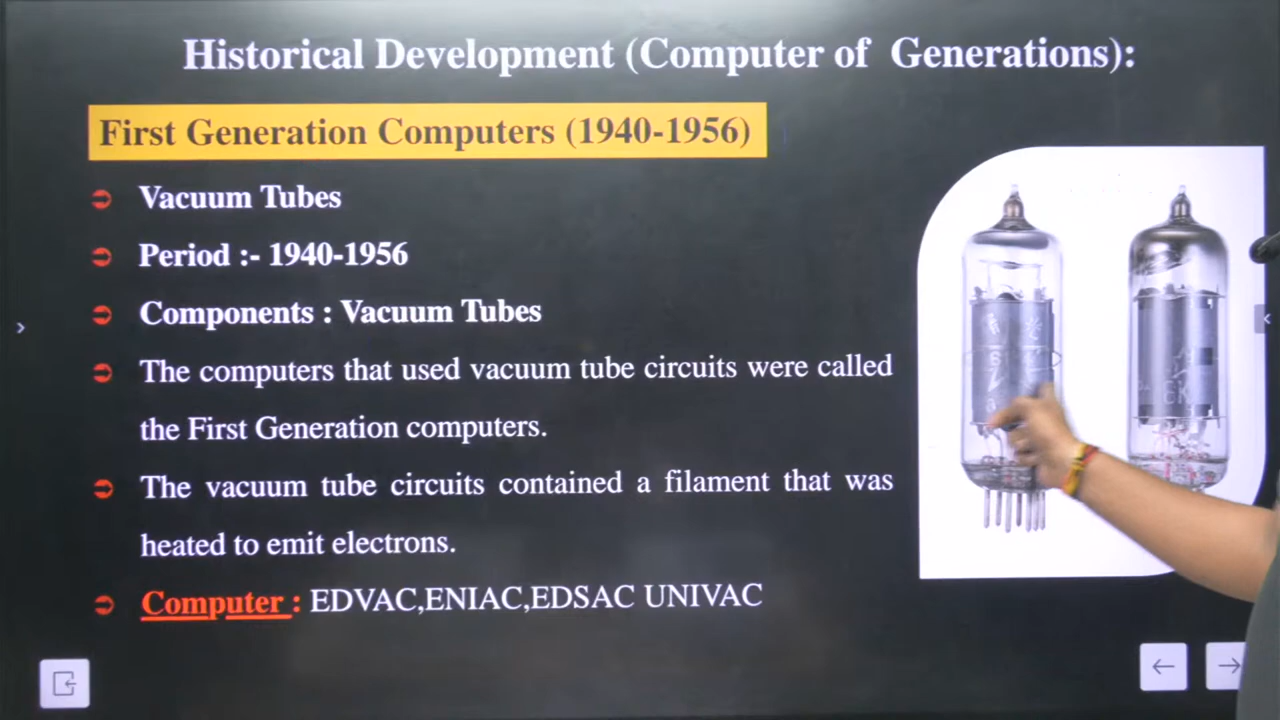 Historical Development (Computer of Generations):
First Generation Computers (1940-1956)
Vacuum Tubes
Period :- 1940-1956
Components : Vacuum Tubes
The computers that used vacuum tube circuits were called
the First Generation computers.
The vacuum tube circuits contained a filament that was
heated to emit electrons.
Computer : EDVAC,ENIAC,EDSAC UNIVAC